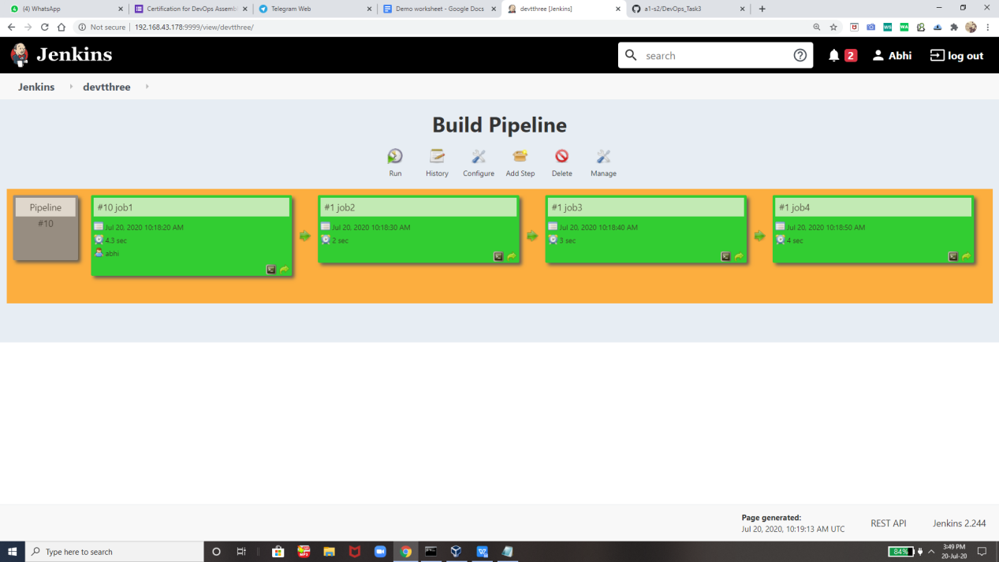 (4) WhatsApp
Certification for DevOps Assembl
Telegram Web
Demo worksheet - Google Docs
devtthree [Jenkins]
a1-s2/DevOps_Task3
Not secure | 192.168.43.178:9999/view/devtthree/
Jenkins
search
2
Abhi
log out
Jenkins
devtthree
Build Pipeline
Run
History
Configure
Add Step
Delete
Manage
Pipeline
#10
#10 job1
Jul 20, 2020 10:18:20 AM
4.3 sec
abhi
#1 job2
Jul 20, 2020 10:18:30 AM
2 sec
#1 job3
Jul 20, 2020 10:18:40 AM
3 sec
#1 job4
Jul 20, 2020 10:18:50 AM
4 sec
Page generated:
Jul 20, 2020, 10:19:13 AM UTC
REST API
Jenkins 2.244
Type here to search
84%
3:49 PM
20-Jul-20